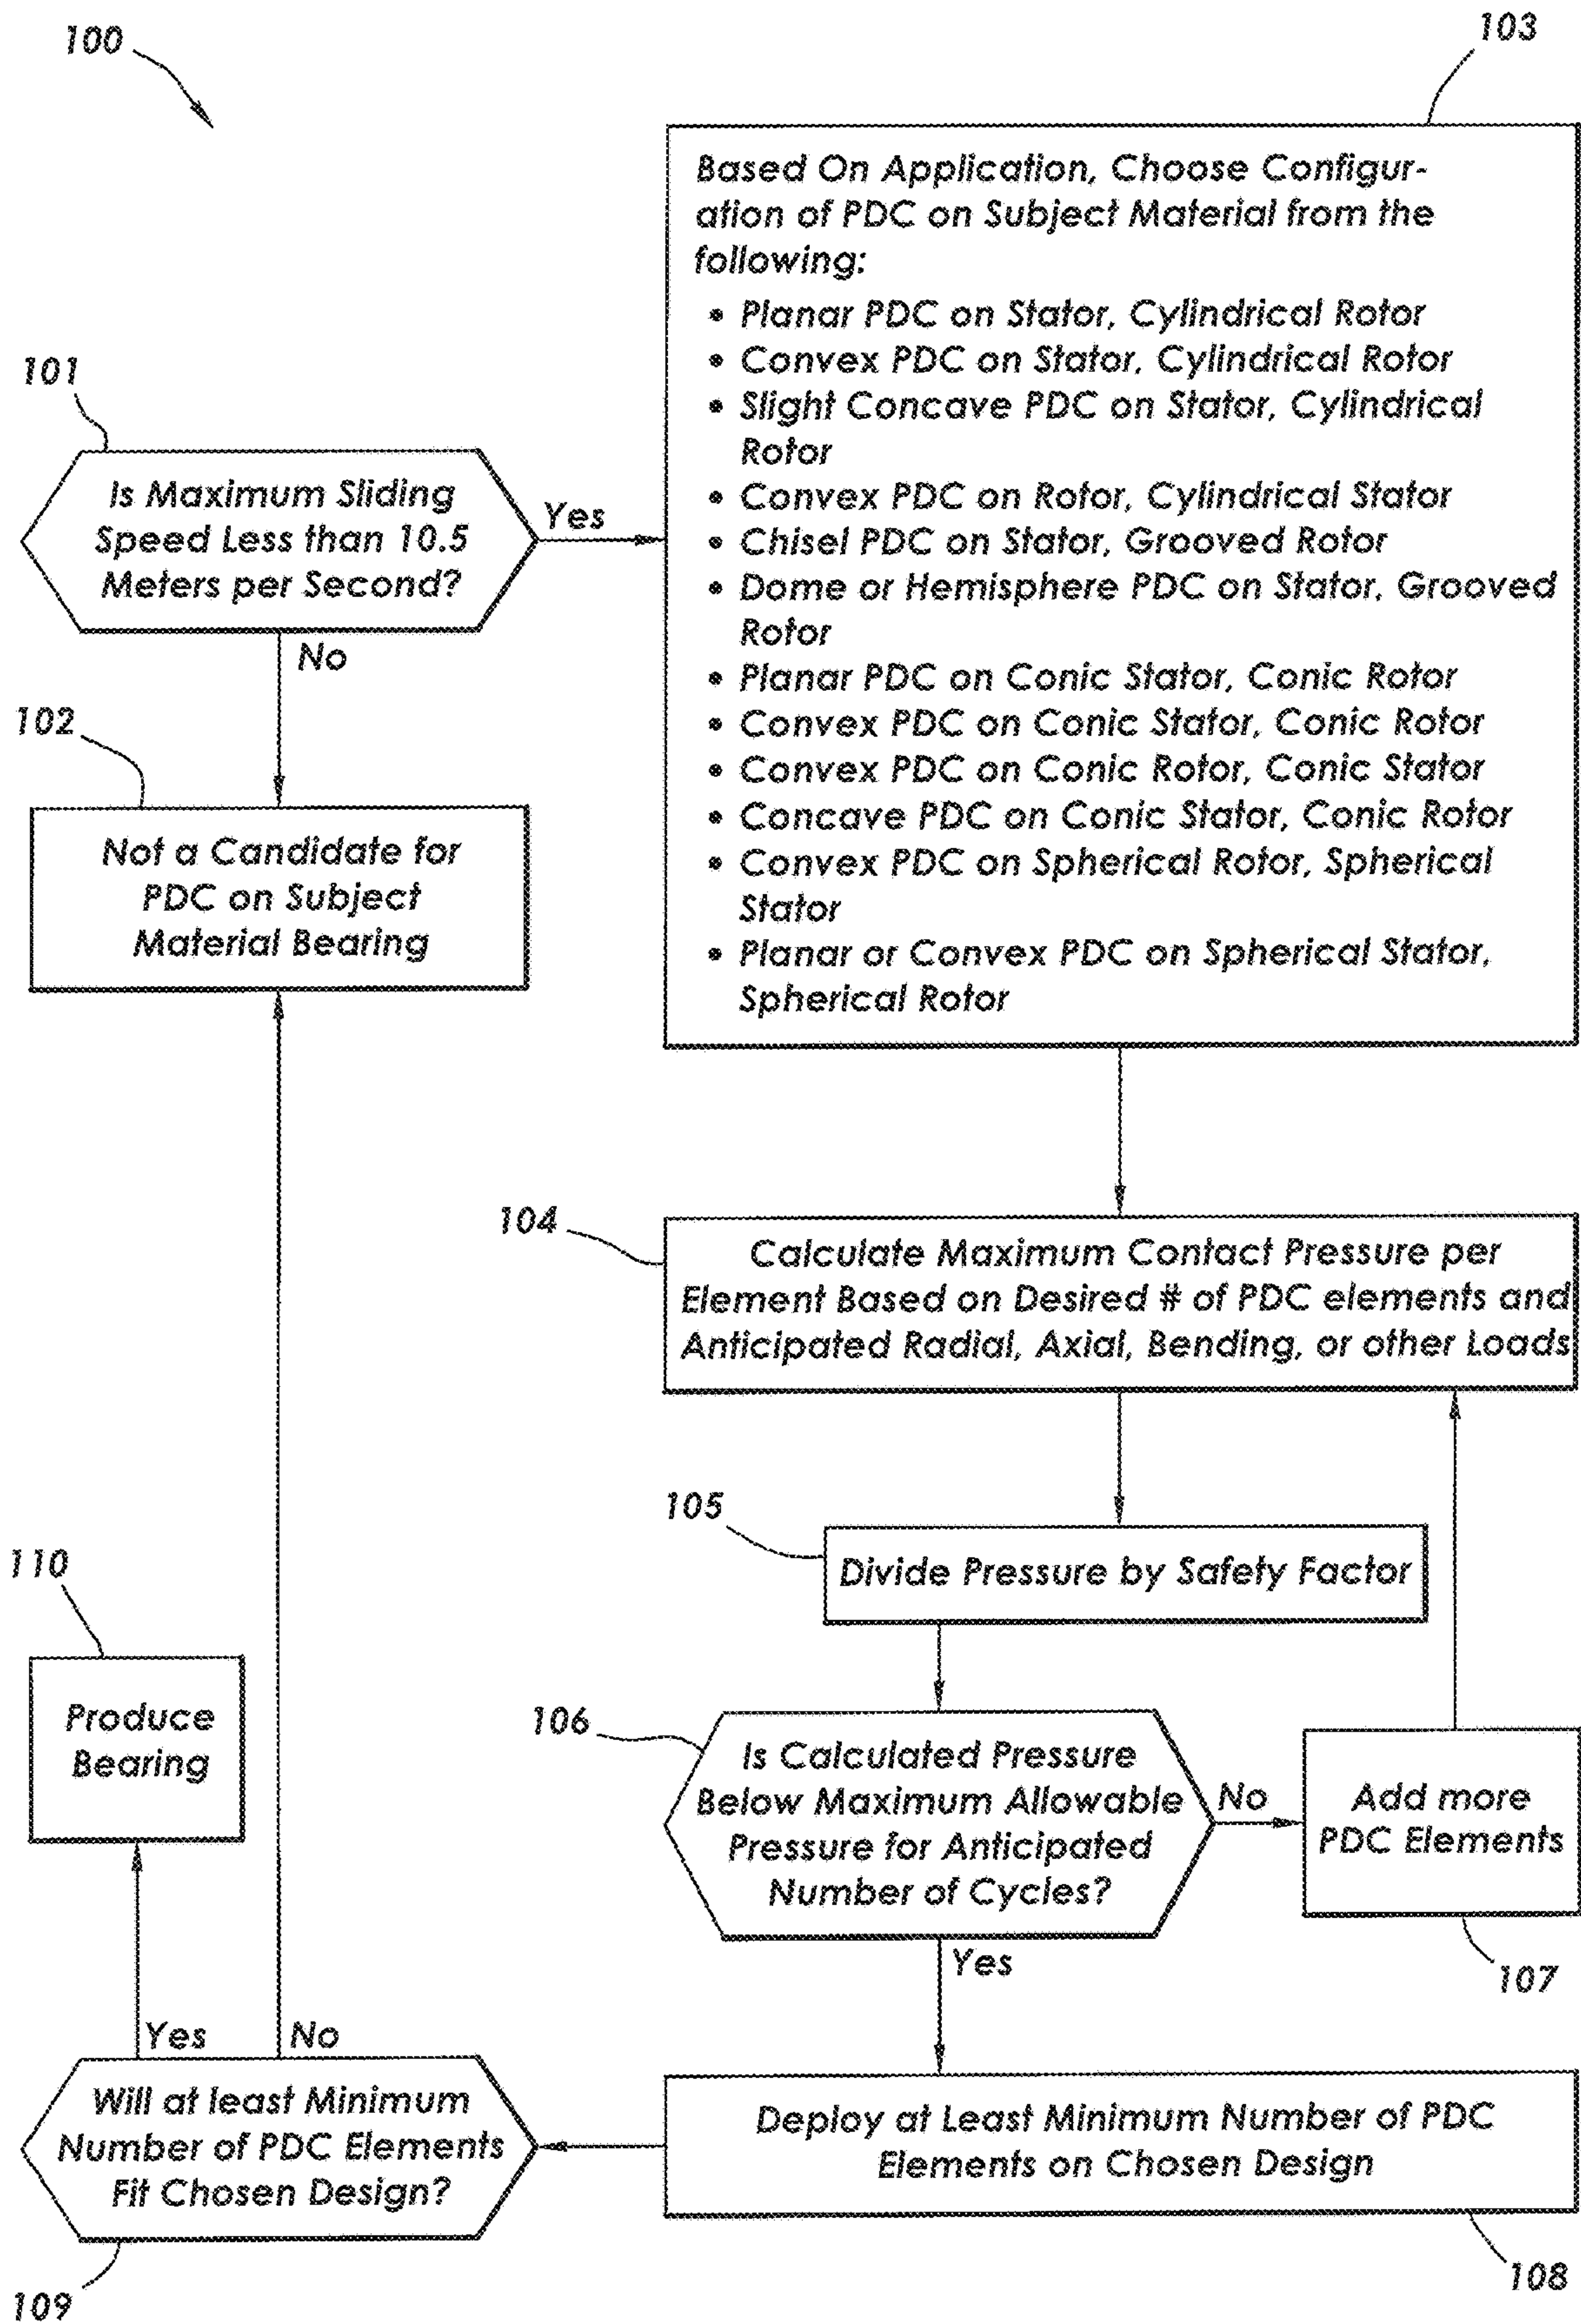 100
103
Based On Application, Choose Configur-
ation of PDC on Subject Material from the
following:
• Planar PDC on Stator, Cylindrical Rotor
• Convex PDC on Stator, Cylindrical Rotor
• Slight Concave PDC on Stator, Cylindrical
Rotor
• Convex PDC on Rotor, Cylindrical Stator
• Chisel PDC on Stator, Grooved Rotor
• Dome or Hemisphere PDC on Stator, Grooved
Rotor
• Planar PDC on Conic Stator, Conic Rotor
• Convex PDC on Conic Stator, Conic Rotor
• Convex PDC on Conic Rotor, Conic Stator
• Concave PDC on Conic Stator, Conic Rotor
• Convex PDC on Spherical Rotor, Spherical
Stator
• Planar or Convex PDC on Spherical Stator,
Spherical Rotor
101
Is Maximum Sliding
Speed Less than 10.5
Meters per Second?
Yes
No
102
Not a Candidate for
PDC on Subject
Material Bearing
104
Calculate Maximum Contact Pressure per
Element Based on Desired # of PDC elements and
Anticipated Radial, Axial, Bending, or other Loads
105
Divide Pressure by Safety Factor
106
Is Calculated Pressure
Below Maximum Allowable
Pressure for Anticipated
Number of Cycles?
No
Add more
PDC Elements
107
Yes
110
Produce
Bearing
Yes
No
Will at least Minimum
Number of PDC Elements
Fit Chosen Design?
109
Deploy at Least Minimum Number of PDC
Elements on Chosen Design
108